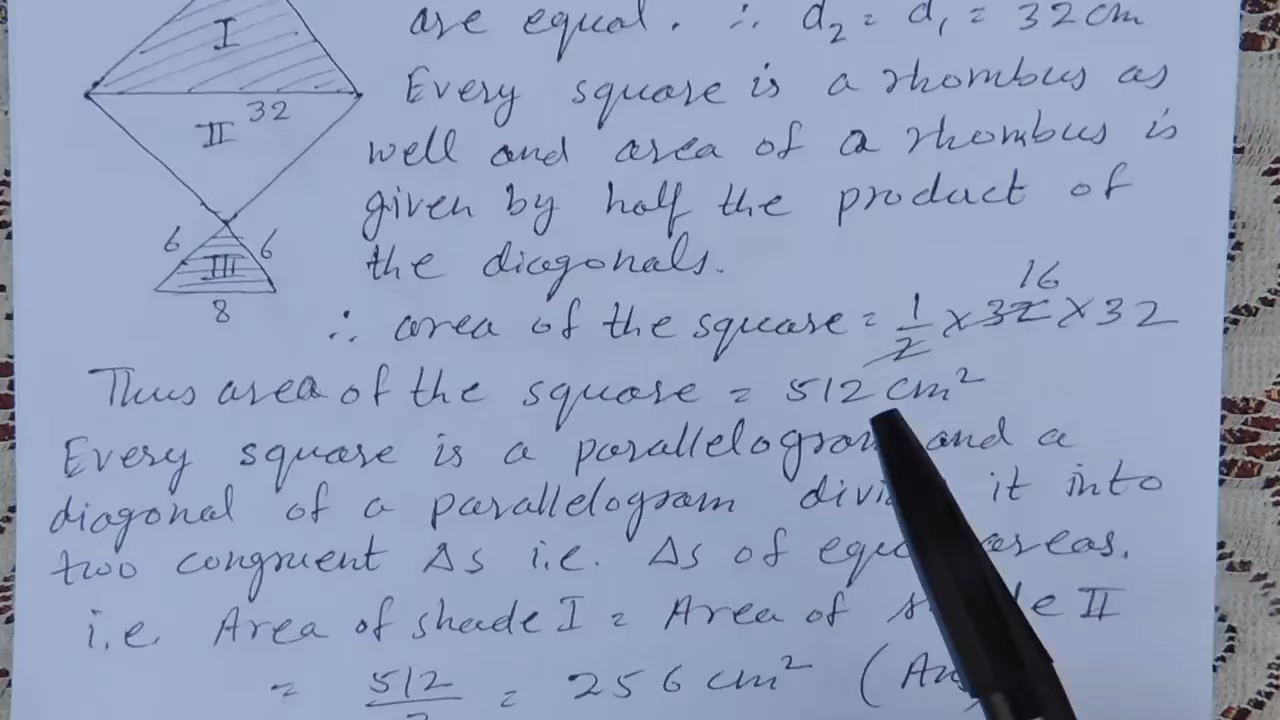 I
are equal. ∴ d₂ = d₁ = 32 cm
Every square is a rhombus as
32
II
well and area of a rhombus is
given by half the product of
6 6
III
the diagonals.
8
16
∴ area of the square = 1/2 × 32 × 32
Thus area of the square = 512 cm²
Every square is a parallelogram and a
diagonal of a parallelogram it into
two congruent Δs i.e. Δs of areas.
i.e Area of shade I = Area of II
= 512/2 = 256 cm² (